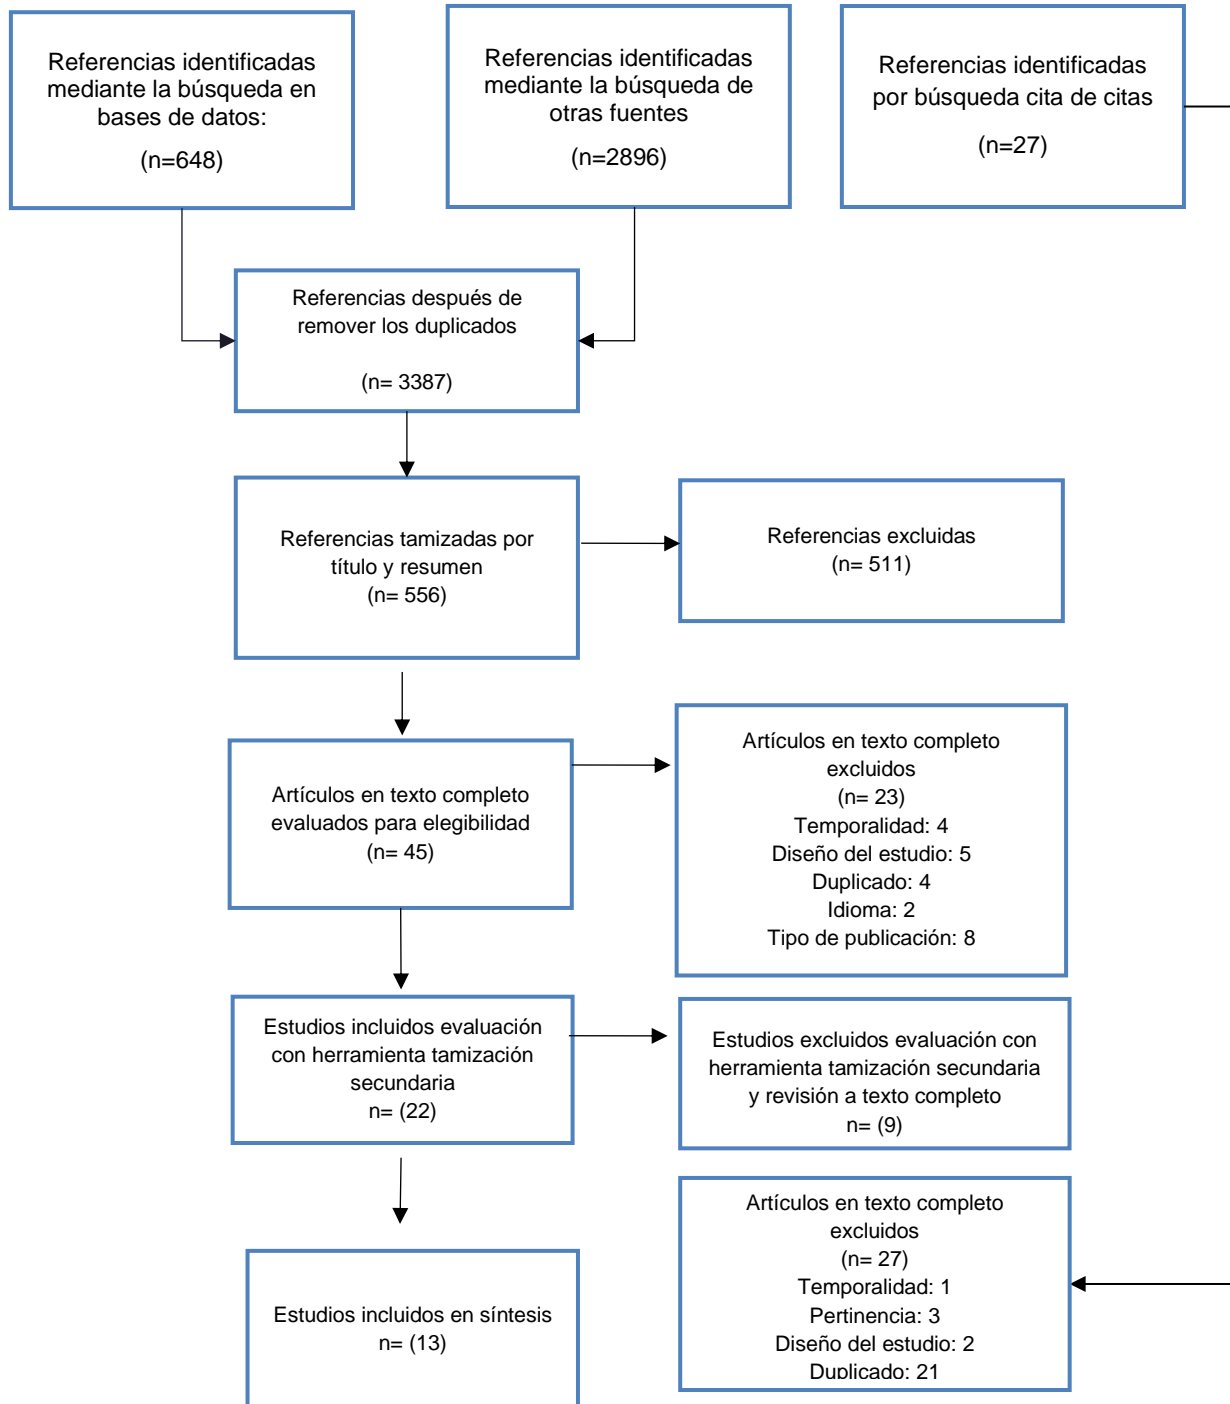 Referencias identificadas
mediante la búsqueda en
bases de datos:
(n=648)
Referencias identificadas
mediante la búsqueda de
otras fuentes
(n=2896)
Referencias identificadas
por búsqueda cita de citas
(n=27)
Referencias después de
remover los duplicados
(n= 3387)
Referencias tamizadas por
título y resumen
(n= 556)
Referencias excluidas
(n= 511)
Artículos en texto completo
evaluados para elegibilidad
(n= 45)
Artículos en texto completo
excluidos
(n= 23)
Temporalidad: 4
Diseño del estudio: 5
Duplicado: 4
Idioma: 2
Tipo de publicación: 8
Estudios incluidos evaluación
con herramienta tamización
secundaria
n= (22)
Estudios excluidos evaluación con
herramienta tamización secundaria
y revisión a texto completo
n= (9)
Estudios incluidos en síntesis
n= (13)
Artículos en texto completo
excluidos
(n= 27)
Temporalidad: 1
Pertinencia: 3
Diseño del estudio: 2
Duplicado: 21